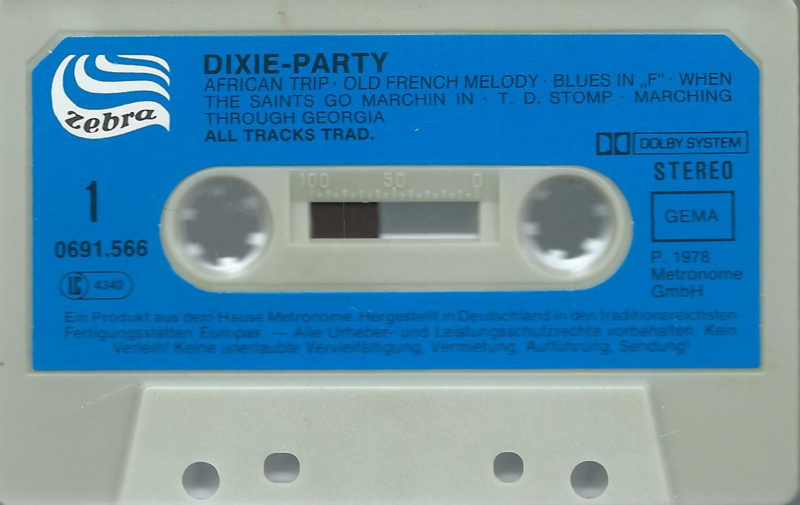 zebra
DIXIE-PARTY
AFRICAN TRIP · OLD FRENCH MELODY · BLUES IN „F“ · WHEN
THE SAINTS GO MARCHIN IN · T. D. STOMP · MARCHING
THROUGH GEORGIA
ALL TRACKS TRAD.
DOLBY SYSTEM
STEREO
1
0691.566
LC 4340
100 50 0
GEMA
P 1978
Metronome
GmbH
Ein Produkt aus dem Hause Metronome. Hergestellt in Deutschland in den traditionsreichsten
Fertigungsstätten Europas. — Alle Urheber- und Leistungsschutzrechte vorbehalten. Kein
Verleih! Keine unerlaubte Vervielfältigung, Vermietung, Aufführung, Sendung!